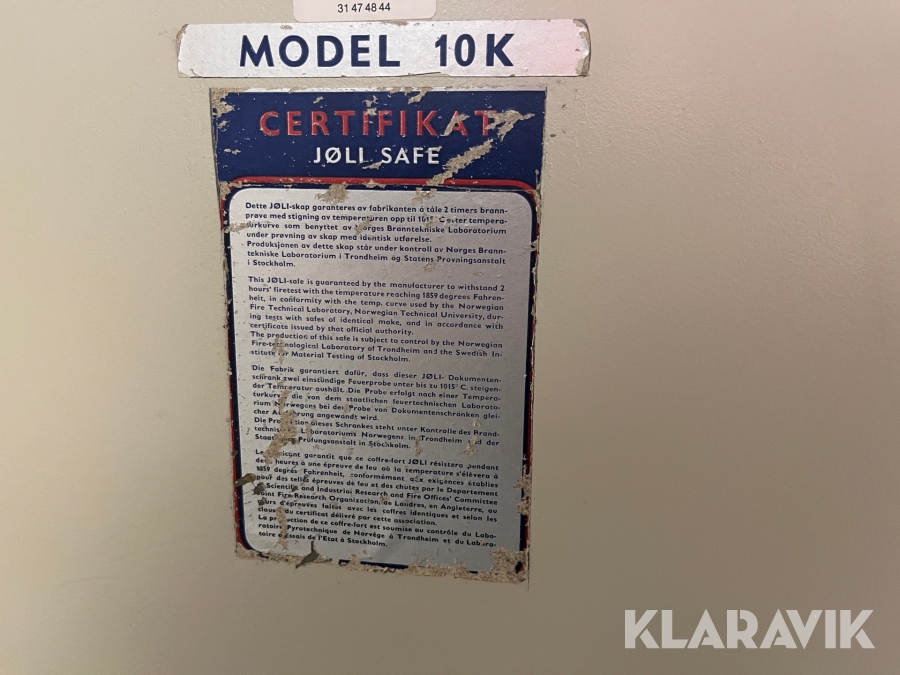 31 47 48 44
MODEL 10K
CERTIFIKAT
JØLI SAFE
Dette JØLI-skap garanteres av fabrikanten å tåle 2 timers brann-
prøve med stigning av temperaturen opp til 1015° C etter tempera-
turkurve som benyttet av Norges Branntekniske Laboratorium
under prøvning av skap med identisk utførelse.
Produksjonen av dette skap står under kontroll av Norges Brann-
tekniske Laboratorium i Trondheim og Statens Provningsanstalt
i Stockholm.
This JØLI-safe is guaranteed by the manufacturer to withstand 2
hours' firetest with the temperature reaching 1859 degrees Fahren-
heit, in conformity with the temp. curve used by the Norwegian
Fire Technical Laboratory, Norwegian Technical University, dur-
ing tests with safes of identical make, and in accordance with
certificate issued by that official authority.
The production of this safe is subject to control by the Norwegian
Fire-technological Laboratory of Trondheim and the Swedish In-
stitute for Material Testing of Stockholm.
Die Fabrik garantiert dafür, dass dieser JØLI- Dokumenten-
schrank zwei einstündige Feuerprobe unter bis zu 1015° C. steigen-
der Temperatur aushält. Die Probe erfolgt nach einer Tempera-
turkurve, die von dem staatlichen feuertechnischen Laborato-
rium Norwegens bei der Probe von Dokumentenschränken glei-
cher Ausführung angewandt wird.
Die Produktion dieses Schrankes steht unter Kontrolle des Brand-
technischen Laboratoriums Norwegens in Trondheim und der
Staatlichen Prüfungsanstalt in Stockholm.
Le fabricant garantit que ce coffre-fort JØLI résistera pendant
deux heures à une épreuve de feu où la température s'élèvera à
1859 degrés Fahrenheit, conformément aux exigences établies
pour des telles épreuves de feu et des chutes par le Departement
of Scientific and Industrial Research and Fire Offices' Committee
Joint Fire Research Organization, de Londres, en Angleterre, au
cours d'épreuves faites avec les coffres identiques et selon les
clauses du certificat délivré par cette association.
La production de ce coffre-fort est soumise au contrôle du Labo-
ratoire Pyrotechnique de Norvège à Trondheim et du Labora-
toire d'Essais de l'Etat à Stockholm.
KLARAVIK